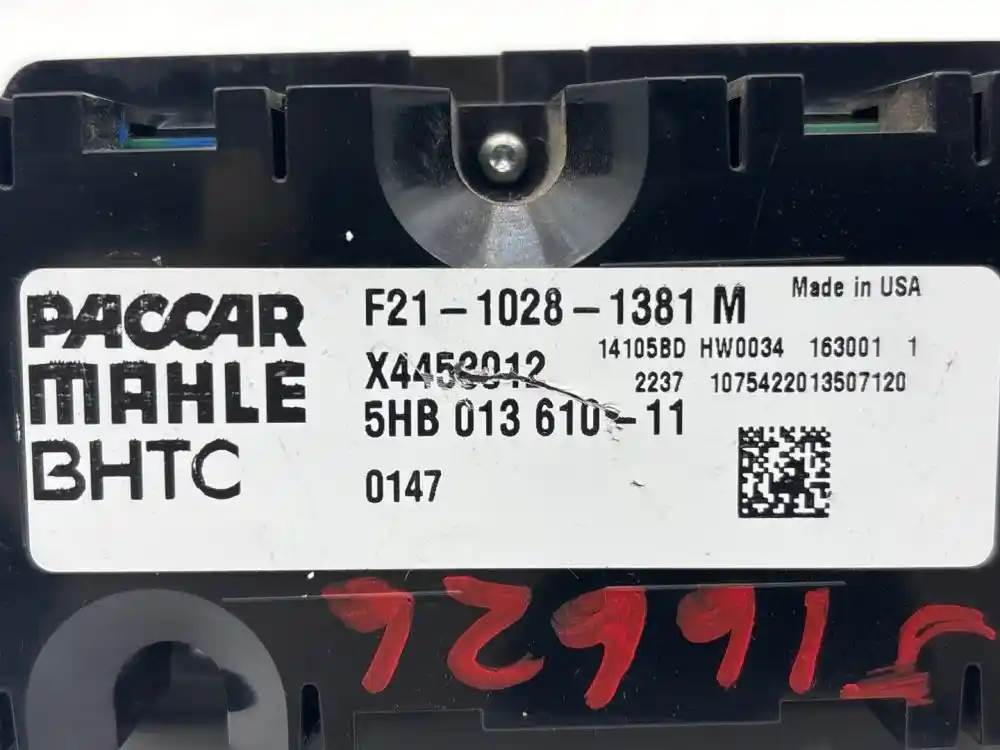 PACCAR
MAHLE
BHTC
F21-1028-1381 M
Made in USA
14105BD HW0034 163001 1
2237 1075422013507120
5HB 013 610-11
0147